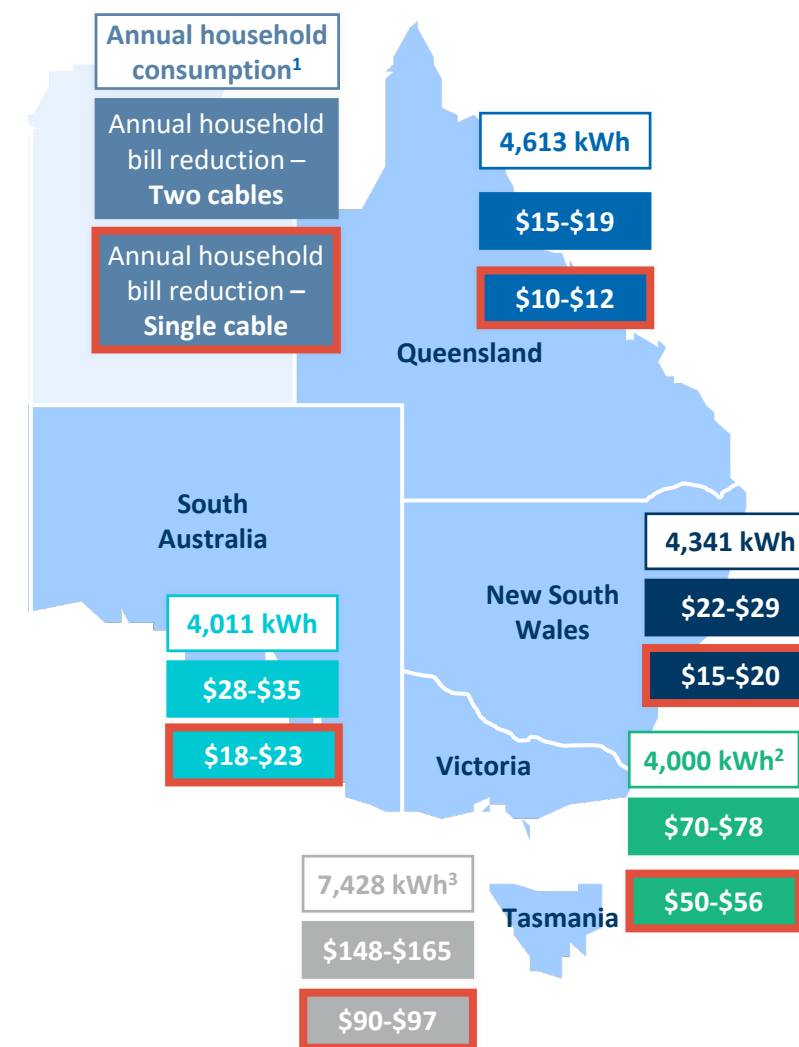 Annual household
consumption¹
Annual household
bill reduction –
Two cables
Annual household
bill reduction –
Single cable
4,613 kWh
$15-$19
$10-$12
Queensland
South
Australia
4,011 kWh
$28-$35
$18-$23
New South
Wales
4,341 kWh
$22-$29
$15-$20
Victoria
4,000 kWh²
$70-$78
$50-$56
Tasmania
7,428 kWh³
$148-$165
$90-$97